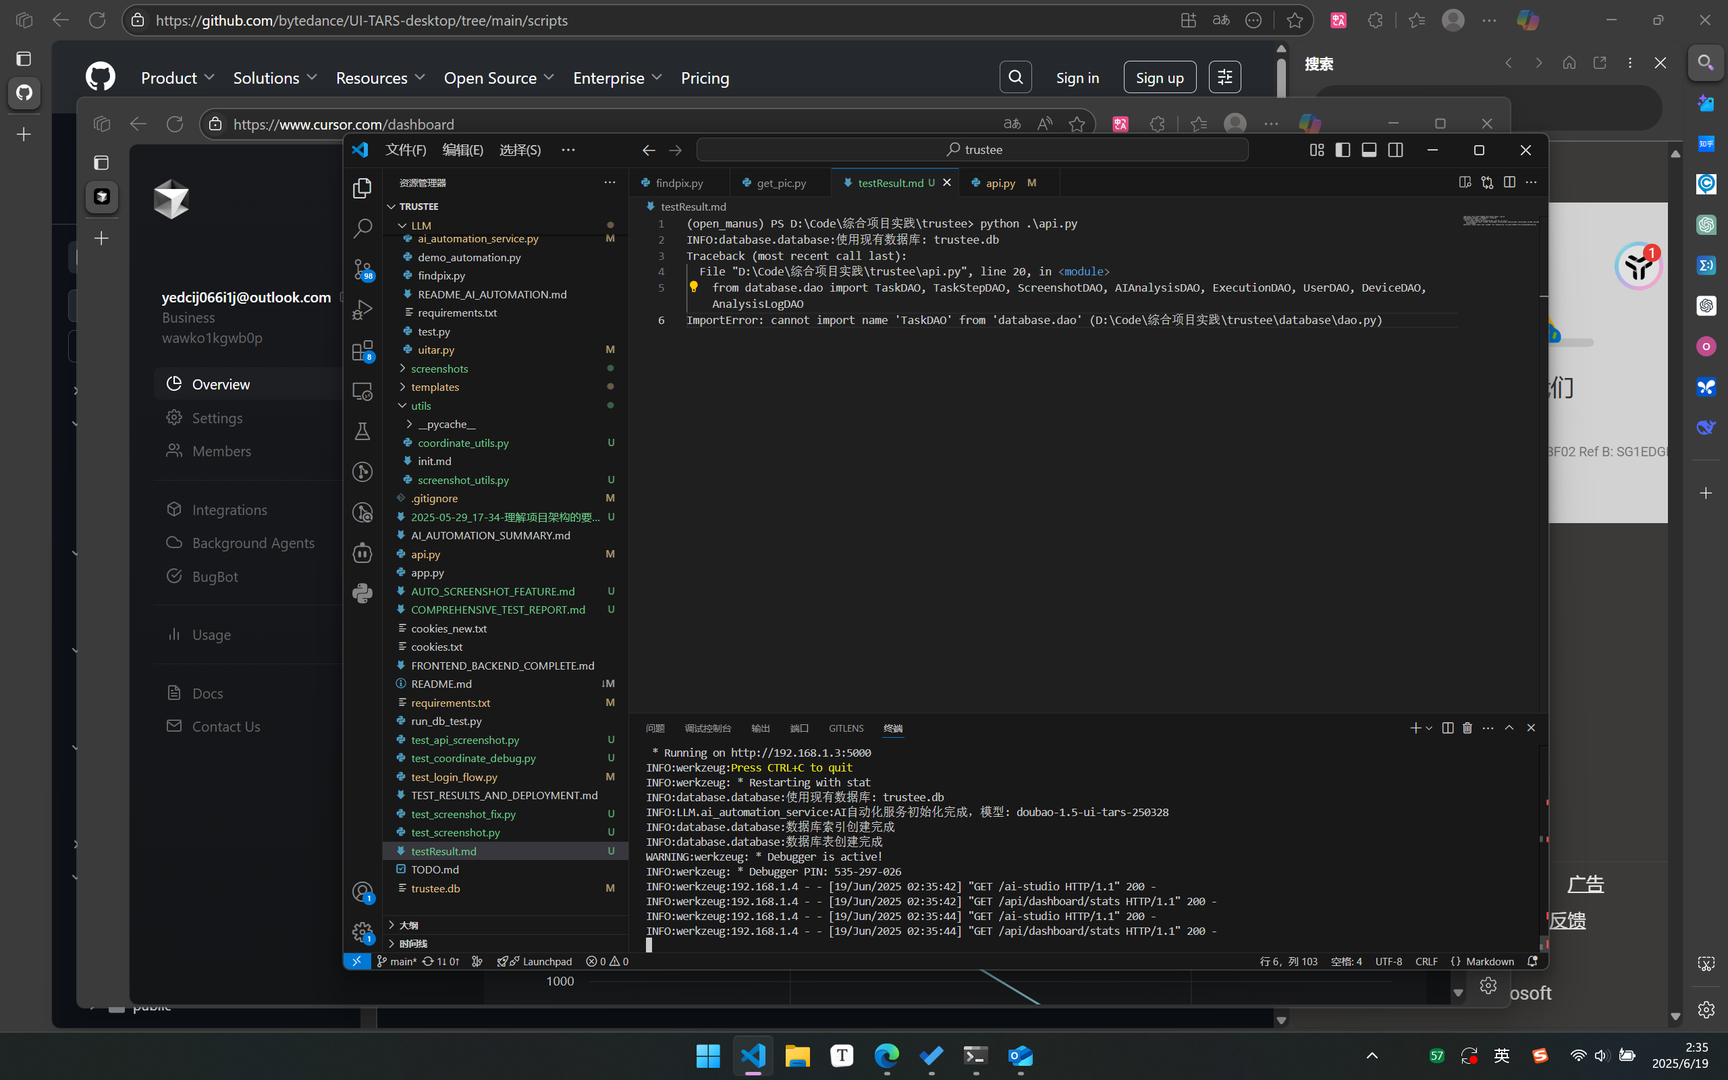 https://github.com/bytedance/UI-TARS-desktop/tree/main/scripts
Product
Solutions
Resources
Open Source
Enterprise
Pricing
Sign in
Sign up
搜索
https://www.cursor.com/dashboard
yedcij066i1j@outlook.com
Business
wawko1kgwb0p
Overview
Settings
Members
Integrations
Background Agents
BugBot
Usage
Docs
Contact Us
文件(F)
编辑(E)
选择(S)
trustee
资源管理器
TRUSTEE
LLM
ai_automation_service.py M
demo_automation.py
findpix.py
README_AI_AUTOMATION.md
requirements.txt
test.py
uitar.py M
screenshots
templates
utils
__pycache__
coordinate_utils.py U
init.md
screenshot_utils.py U
.gitignore M
2025-05-29_17-34-理解项目架构的要... U
AI_AUTOMATION_SUMMARY.md
api.py M
app.py
AUTO_SCREENSHOT_FEATURE.md U
COMPREHENSIVE_TEST_REPORT.md U
cookies_new.txt
cookies.txt
FRONTEND_BACKEND_COMPLETE.md
README.md ↓M
requirements.txt M
run_db_test.py
test_api_screenshot.py U
test_coordinate_debug.py U
test_login_flow.py M
TEST_RESULTS_AND_DEPLOYMENT.md
test_screenshot_fix.py U
test_screenshot.py U
testResult.md U
TODO.md
trustee.db M
大纲
时间线
98
8
1
1
findpix.py
get_pic.py
testResult.md U
api.py M
testResult.md
1 (open_manus) PS D:\Code\综合项目实践\trustee> python .\api.py
2 INFO:database.database:使用现有数据库: trustee.db
3 Traceback (most recent call last):
4 File "D:\Code\综合项目实践\trustee\api.py", line 20, in <module>
5 from database.dao import TaskDAO, TaskStepDAO, ScreenshotDAO, AIAnalysisDAO, ExecutionDAO, UserDAO, DeviceDAO,
AnalysisLogDAO
6 ImportError: cannot import name 'TaskDAO' from 'database.dao' (D:\Code\综合项目实践\trustee\database\dao.py)
问题
调试控制台
输出
端口
GITLENS
终端
* Running on http://192.168.1.3:5000
INFO:werkzeug:Press CTRL+C to quit
INFO:werkzeug: * Restarting with stat
INFO:database.database:使用现有数据库: trustee.db
INFO:LLM.ai_automation_service:AI自动化服务初始化完成, 模型: doubao-1.5-ui-tars-250328
INFO:database.database:数据库索引创建完成
INFO:database.database:数据库表创建完成
WARNING:werkzeug: * Debugger is active!
INFO:werkzeug: * Debugger PIN: 535-297-026
INFO:werkzeug:192.168.1.4 - - [19/Jun/2025 02:35:42] "GET /ai-studio HTTP/1.1" 200 -
INFO:werkzeug:192.168.1.4 - - [19/Jun/2025 02:35:42] "GET /api/dashboard/stats HTTP/1.1" 200 -
INFO:werkzeug:192.168.1.4 - - [19/Jun/2025 02:35:44] "GET /ai-studio HTTP/1.1" 200 -
INFO:werkzeug:192.168.1.4 - - [19/Jun/2025 02:35:44] "GET /api/dashboard/stats HTTP/1.1" 200 -
main* 1↓ 0↑ Launchpad 0 0
行 6, 列 103 空格: 4 UTF-8 CRLF {} Markdown
1000
public
们
3F02 Ref B: SG1EDG
广告
反馈
osoft
1
知乎
57
英
2:35
2025/6/19